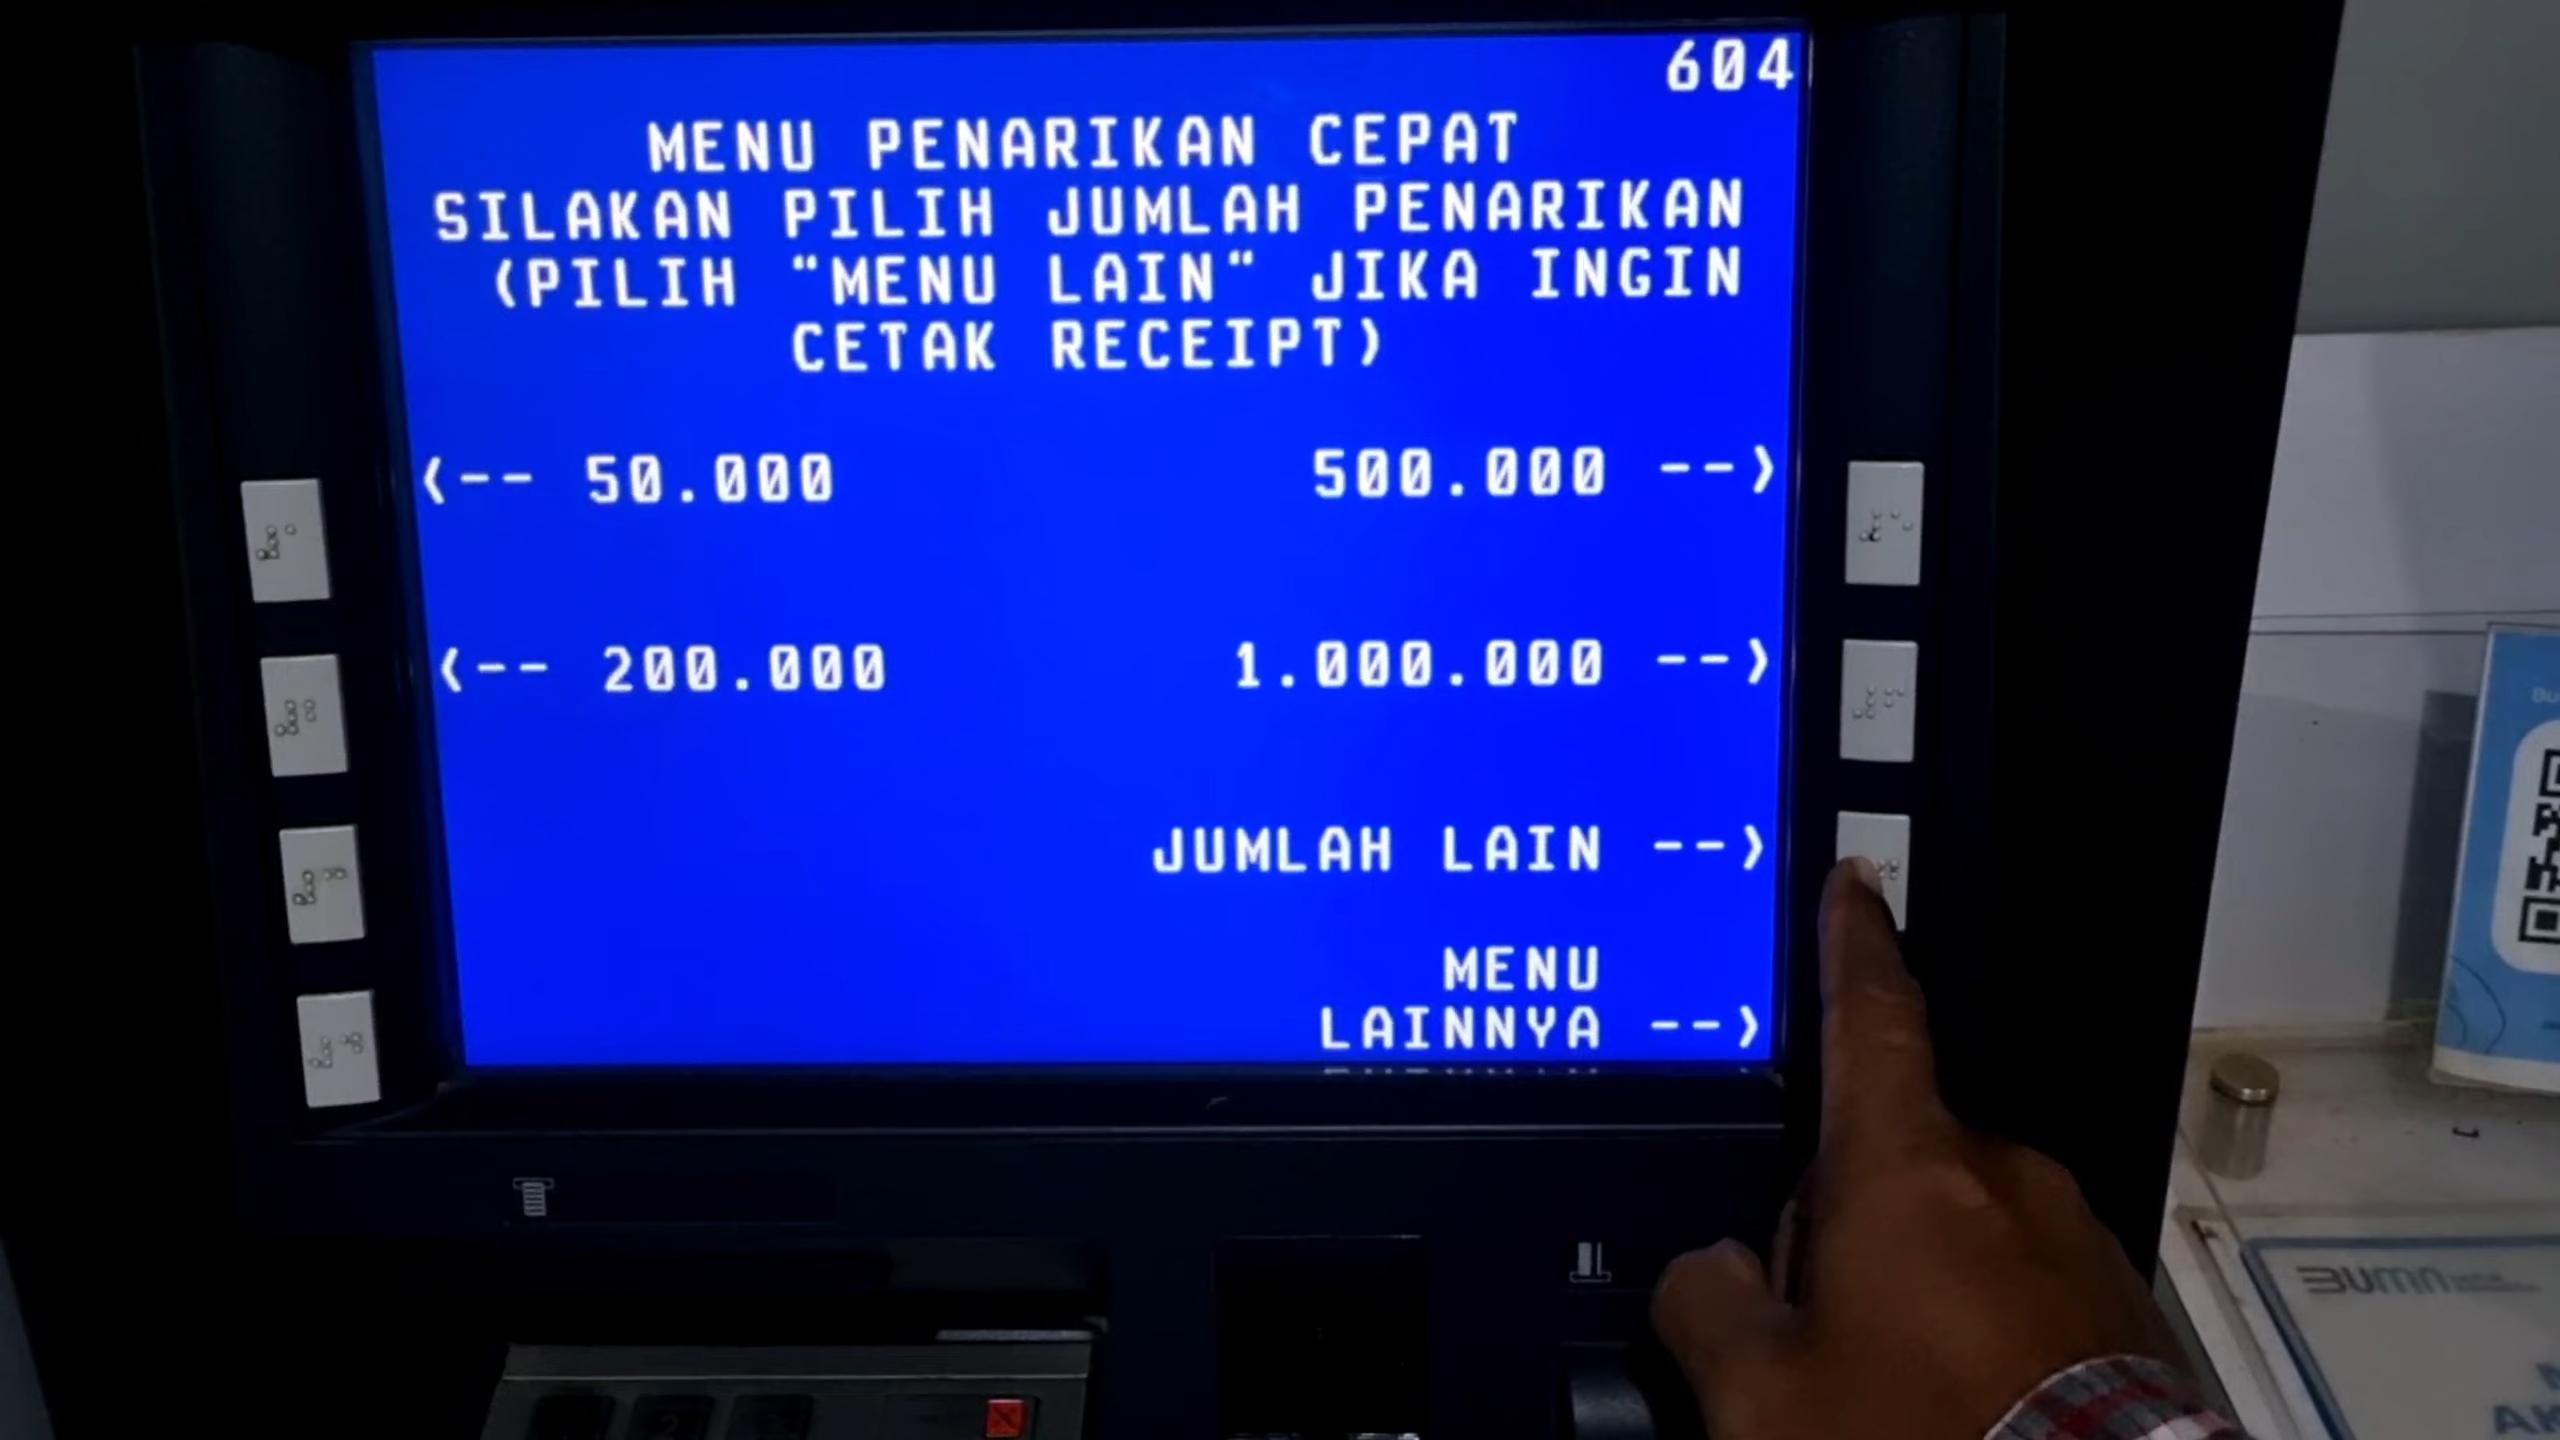 604
MENU PENARIKAN CEPAT
SILAKAN PILIH JUMLAH PENARIKAN
(PILIH "MENU LAIN" JIKA INGIN
CETAK RECEIPT)
<-- 50.000 500.000 -->
<-- 200.000 1.000.000 -->
JUMLAH LAIN -->
MENU
LAINNYA -->
BUMN